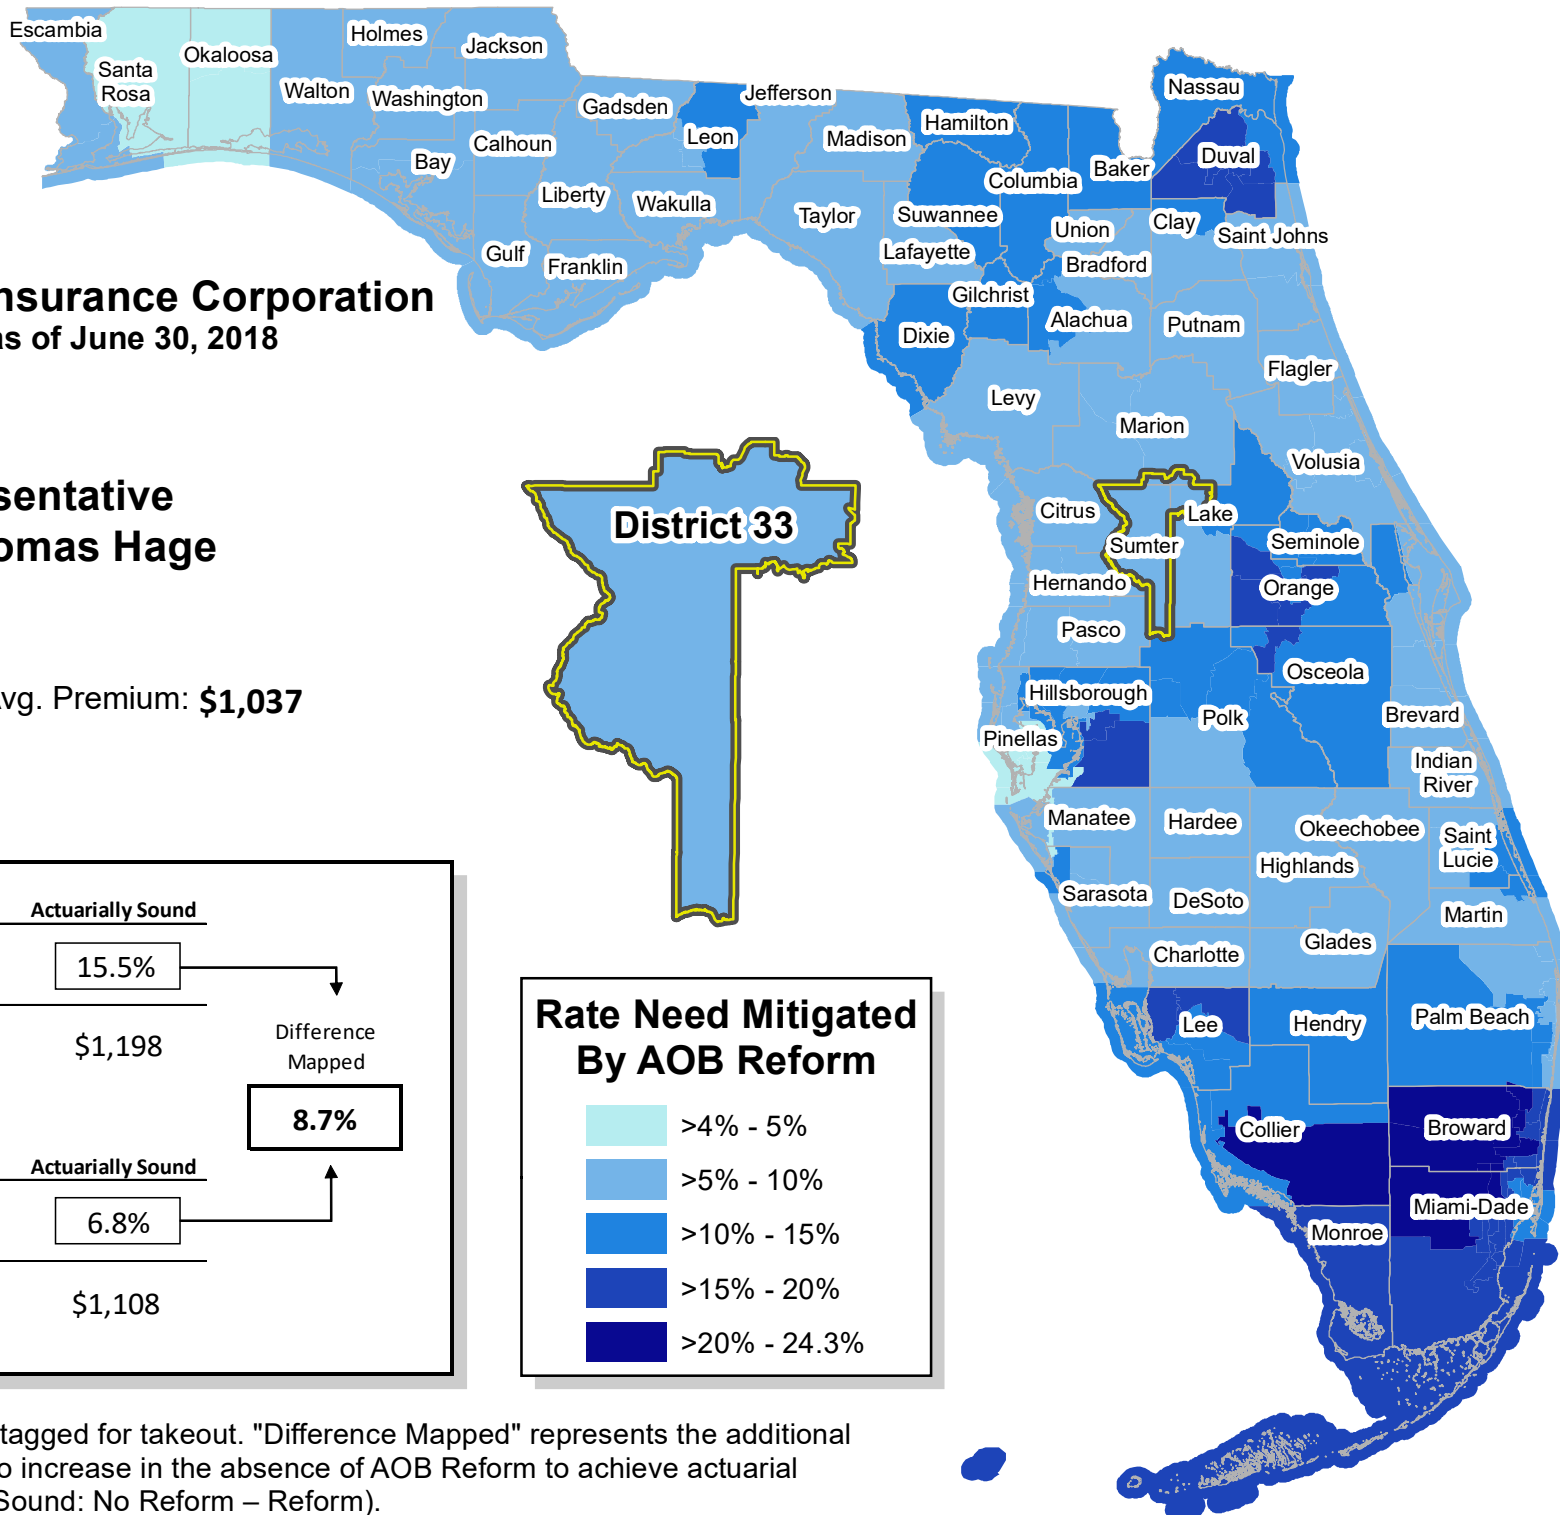 Escambia
Santa
Rosa
Okaloosa
Holmes
Jackson
Walton
Washington
Gadsden
Jefferson
Leon
Madison
Hamilton
Nassau
Duval
Baker
Columbia
Calhoun
Bay
Liberty
Wakulla
Taylor
Suwannee
Lafayette
Union
Clay
Saint Johns
Bradford
Gulf
Franklin
Gilchrist
Dixie
Alachua
Putnam
Flagler
Levy
Marion
Volusia
Citrus
Lake
Sumter
Seminole
Hernando
Orange
Pasco
Osceola
Hillsborough
Polk
Brevard
Pinellas
Indian
River
Manatee
Hardee
Okeechobee
Saint
Lucie
Highlands
Sarasota
DeSoto
Martin
Charlotte
Glades
Lee
Hendry
Palm Beach
Collier
Broward
Miami-Dade
Monroe
nsurance Corporation
as of June 30, 2018
sentative
omas Hage
District 33
vg. Premium: $1,037
Actuarially Sound
15.5%
$1,198
Difference
Mapped
8.7%
Actuarially Sound
6.8%
$1,108
Rate Need Mitigated
By AOB Reform
>4% - 5%
>5% - 10%
>10% - 15%
>15% - 20%
>20% - 24.3%
tagged for takeout. "Difference Mapped" represents the additional
o increase in the absence of AOB Reform to achieve actuarial
Sound: No Reform – Reform).